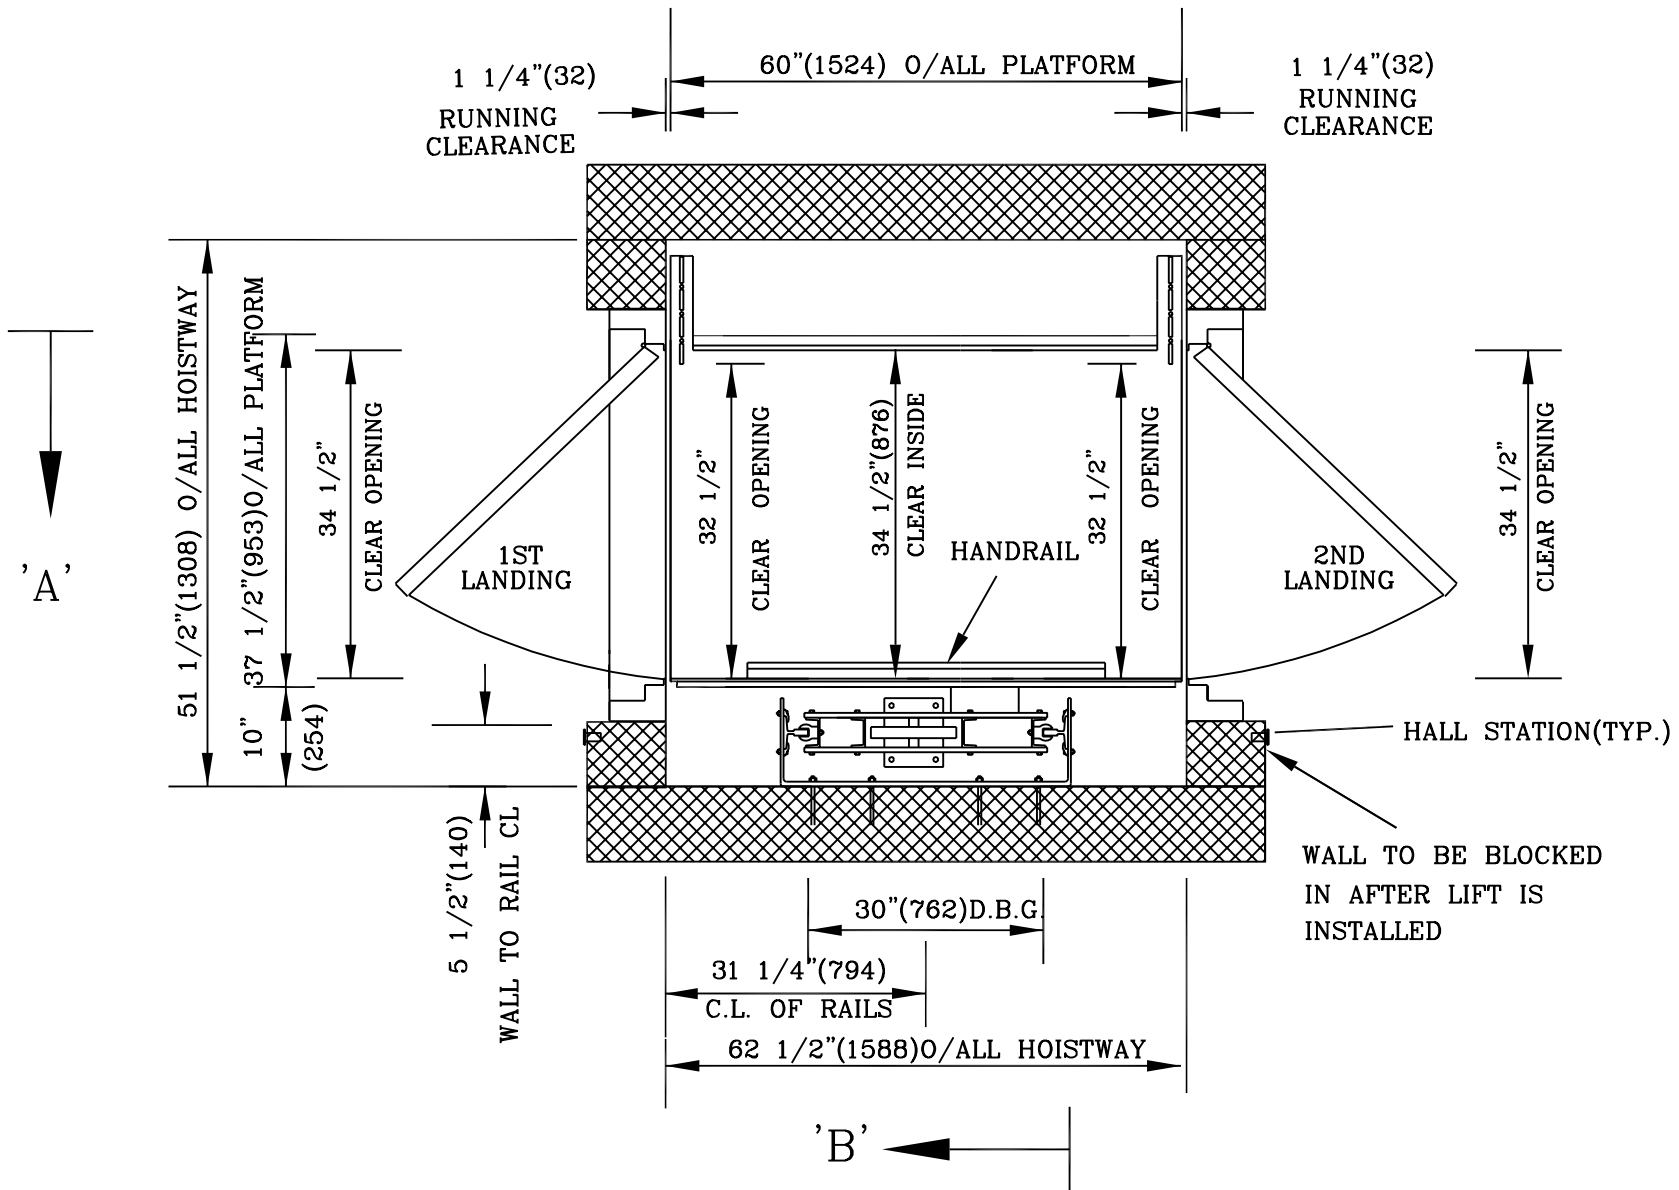 60"(1524) O/ALL PLATFORM
1 1/4"(32)
RUNNING
CLEARANCE
1 1/4"(32)
RUNNING
CLEARANCE
'A'
51 1/2"(1308) O/ALL HOISTWAY
37 1/2"(953)O/ALL PLATFORM
10"
(254)
34 1/2"
CLEAR OPENING
1ST
LANDING
32 1/2"
CLEAR OPENING
34 1/2"(876)
CLEAR INSIDE
HANDRAIL
32 1/2"
CLEAR OPENING
2ND
LANDING
34 1/2"
CLEAR OPENING
HALL STATION(TYP.)
WALL TO BE BLOCKED
IN AFTER LIFT IS
INSTALLED
5 1/2"(140)
WALL TO RAIL CL
30"(762)D.B.G.
31 1/4"(794)
C.L. OF RAILS
62 1/2"(1588)O/ALL HOISTWAY
'B'